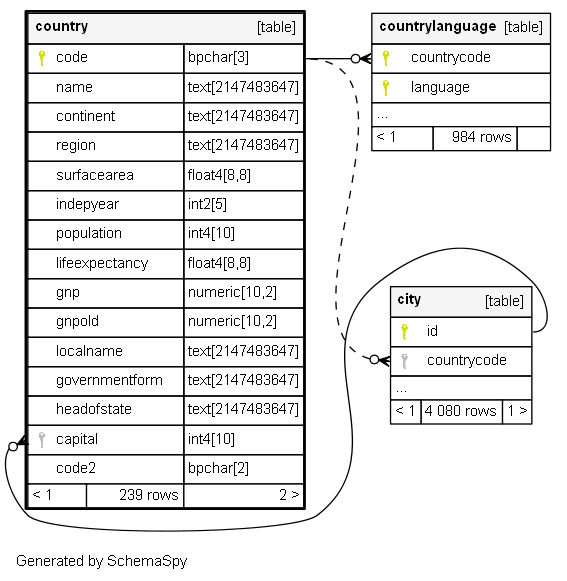 country [table]
code bpchar[3]
name text[2147483647]
continent text[2147483647]
region text[2147483647]
surfacearea float4[8,8]
indepyear int2[5]
population int4[10]
lifeexpectancy float4[8,8]
gnp numeric[10,2]
gnpold numeric[10,2]
localname text[2147483647]
governmentform text[2147483647]
headofstate text[2147483647]
capital int4[10]
code2 bpchar[2]
< 1 239 rows 2 >
countrylanguage [table]
countrycode
language
...
< 1 984 rows
city [table]
id
countrycode
...
< 1 4 080 rows 1 >
Generated by SchemaSpy